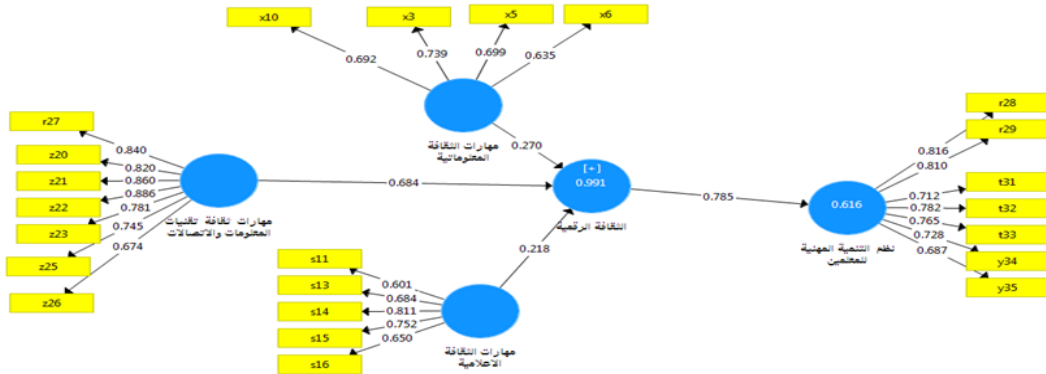 x10
x3
x5
x6
0.692
0.739
0.699
0.635
مهارات الثقافة
المعلوماتية
0.270
r27
z20
z21
z22
z23
z25
z26
0.840
0.820
0.860
0.886
0.781
0.745
0.674
مهارات ثقافة تقنيات
المعلومات والاتصالات
0.684
[+]
0.991
الثقافة الرقمية
0.785
0.616
نظم التنمية المهنية
للمعلمين
0.816
0.810
0.712
0.782
0.765
0.728
0.687
r28
r29
t31
t32
t33
y34
y35
0.218
s11
s13
s14
s15
s16
0.601
0.684
0.811
0.752
0.650
مهارات الثقافة
الاعلامية